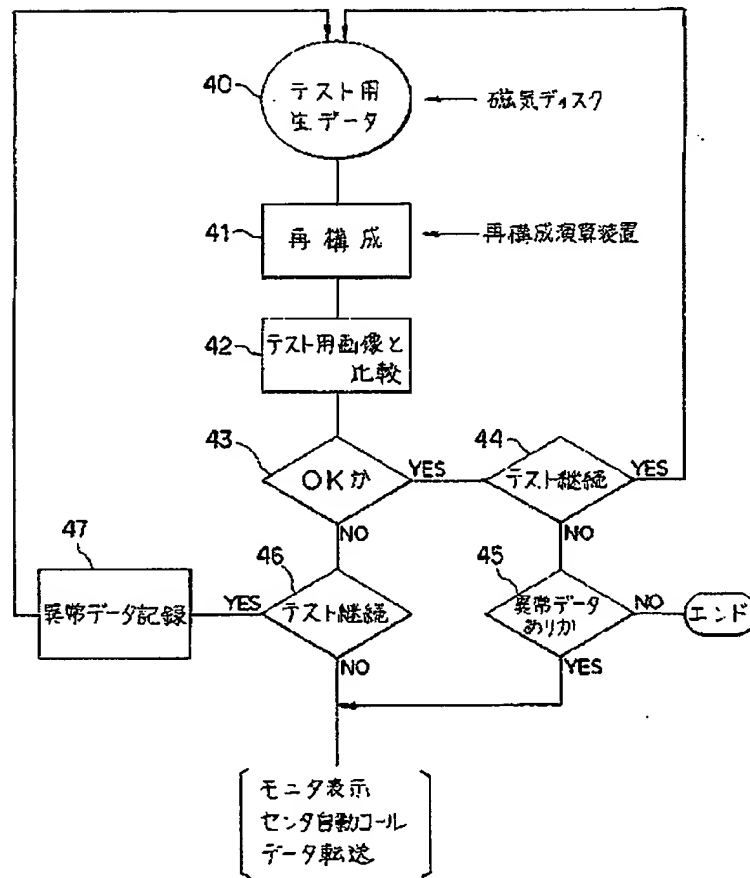 40
テスト用
生データ
磁気ディスク
41
再構成
再構成演算装置
42
テスト用画像と
比較
43
OKか
YES
NO
44
テスト継続
YES
NO
45
異常データ
ありか
NO
YES
エンド
46
テスト継続
YES
NO
47
異常データ記録
モニタ表示
センタ自動コール
データ転送